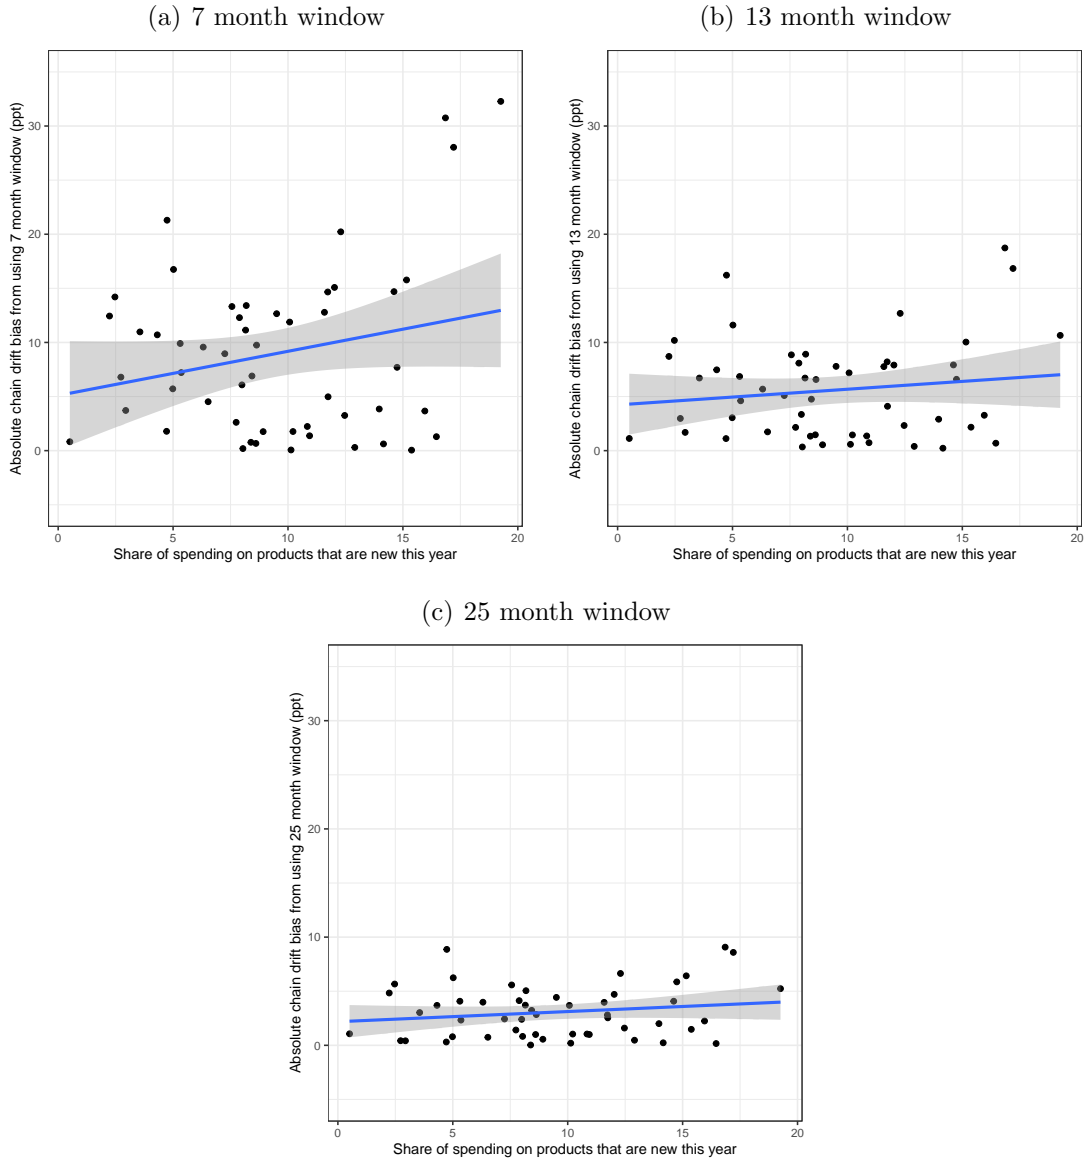 (a) 7 month window
Absolute chain drift bias from using 7 month window (ppt)
30
20
10
0
0 5 10 15 20
Share of spending on products that are new this year
(b) 13 month window
Absolute chain drift bias from using 13 month window (ppt)
30
20
10
0
0 5 10 15 20
Share of spending on products that are new this year
(c) 25 month window
Absolute chain drift bias from using 25 month window (ppt)
30
20
10
0
0 5 10 15 20
Share of spending on products that are new this year